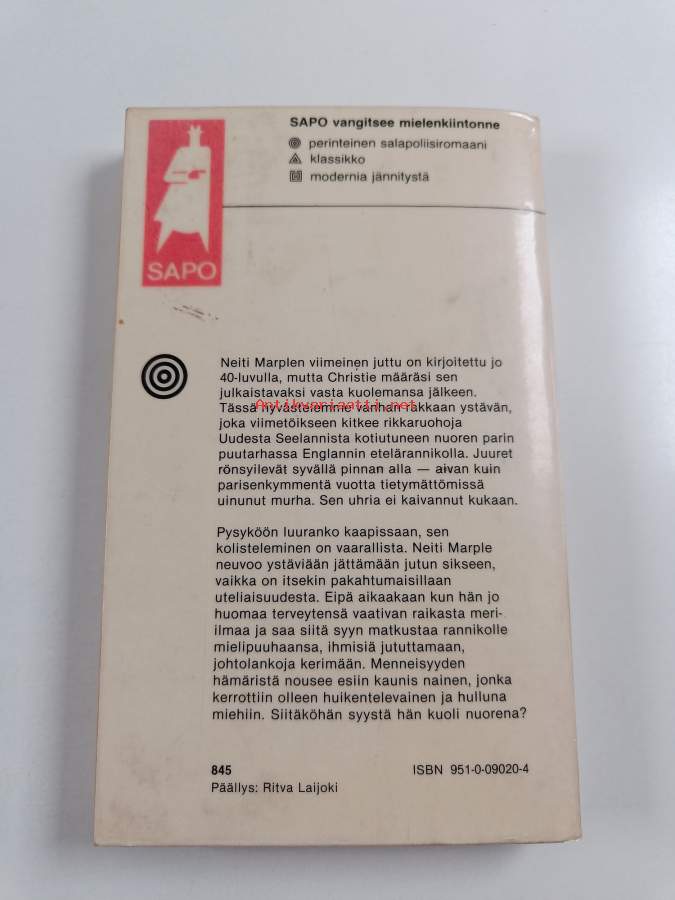 SAPO vangitsee mielenkiintonne
perinteinen salapoliisiromaani
klassikko
modernia jännitystä
SAPO
Neiti Marplen viimeinen juttu on kirjoitettu jo
40-luvulla, mutta Christie määräsi sen
julkaistavaksi vasta kuolemansa jälkeen.
Antikvariaatti.net
Tässä hyvästelemme vanhan rakkaan ystävän,
joka viimetöikseen kitkee rikkaruohoja
Uudesta Seelannista kotiutuneen nuoren parin
puutarhassa Englannin etelärannikolla. Juuret
rönsyilevät syvällä pinnan alla — aivan kuin
parisenkymmentä vuotta tietymättömissä
uinunut murha. Sen uhria ei kaivannut kukaan.
Pysyköön luuranko kaapissaan, sen
kolisteleminen on vaarallista. Neiti Marple
neuvoo ystäviään jättämään jutun sikseen,
vaikka on itsekin pakahtumaisillaan
uteliaisuudesta. Eipä aikaakaan kun hän jo
huomaa terveytensä vaativan raikasta meri-
ilmaa ja saa siitä syyn matkustaa rannikolle
mielipuuhaansa, ihmisiä jututtamaan,
johtolankoja kerimään. Menneisyyden
hämäristä nousee esiin kaunis nainen, jonka
kerrottiin olleen huikentelevainen ja hulluna
miehiin. Siitäköhän syystä hän kuoli nuorena?
845
ISBN 951-0-09020-4
Päällys: Ritva Laijoki